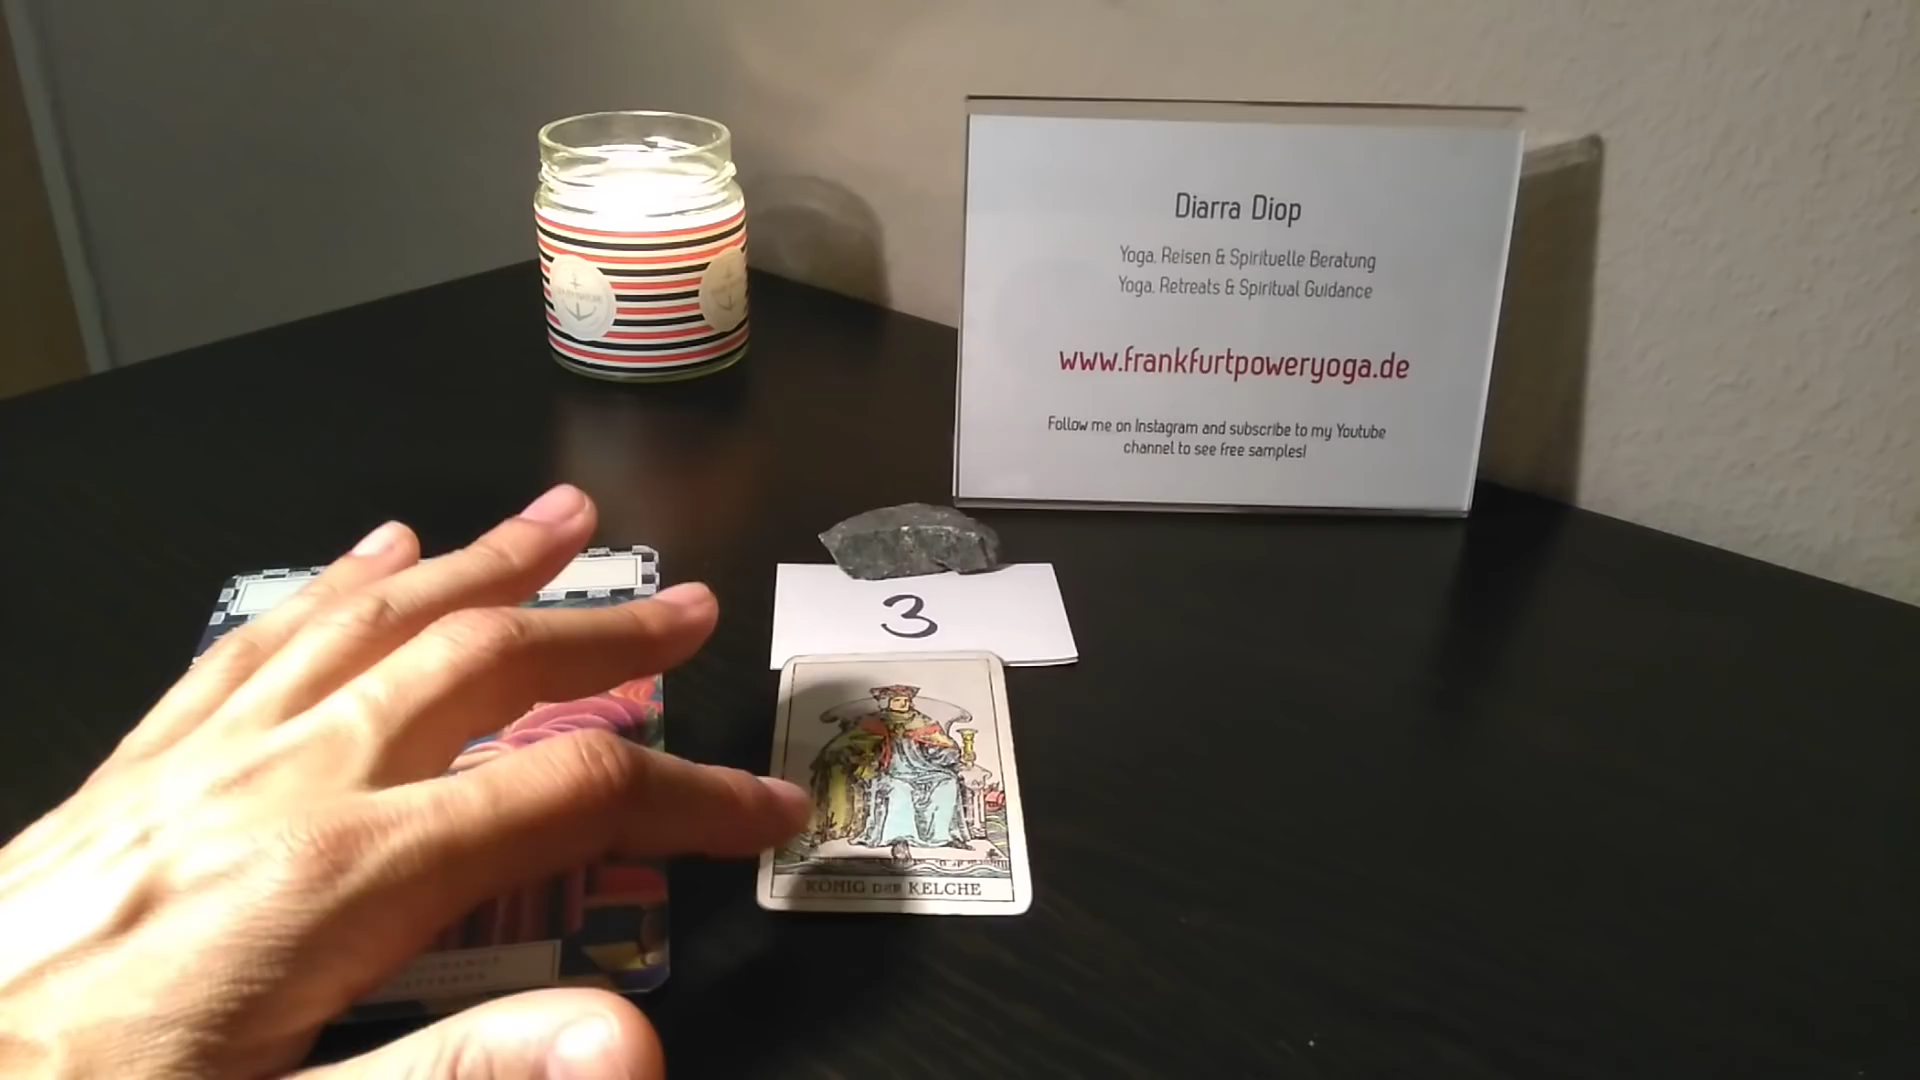 Diarra Diop
Yoga, Reisen & Spirituelle Beratung
Yoga, Retreats & Spiritual Guidance
www.frankfurtpoweryoga.de
Follow me on Instagram and subscribe to my Youtube
channel to see free samples!
3
KÖNIG DER KELCHE